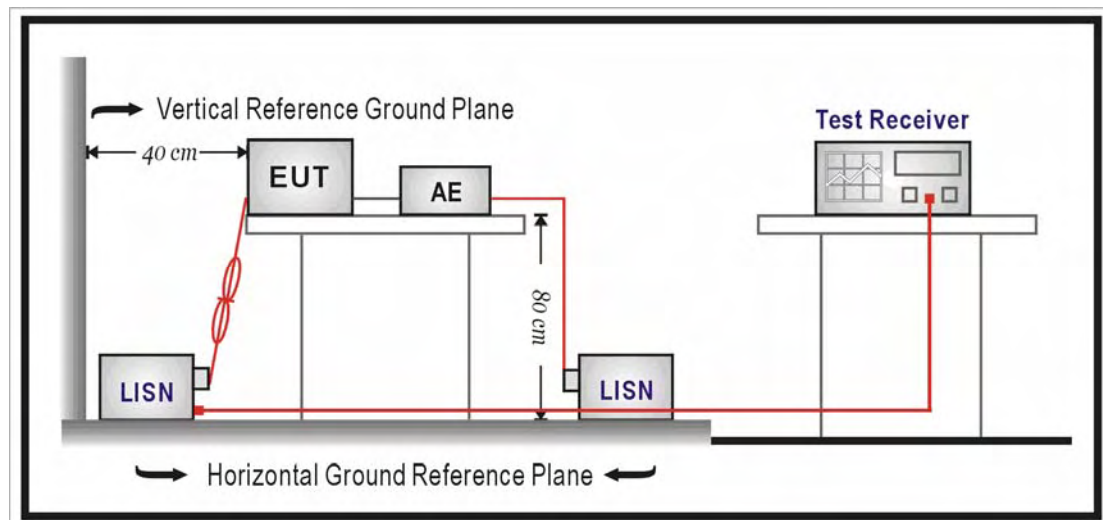 Vertical Reference Ground Plane
40 cm
Test Receiver
EUT
AE
80 cm
LISN
LISN
Horizontal Ground Reference Plane